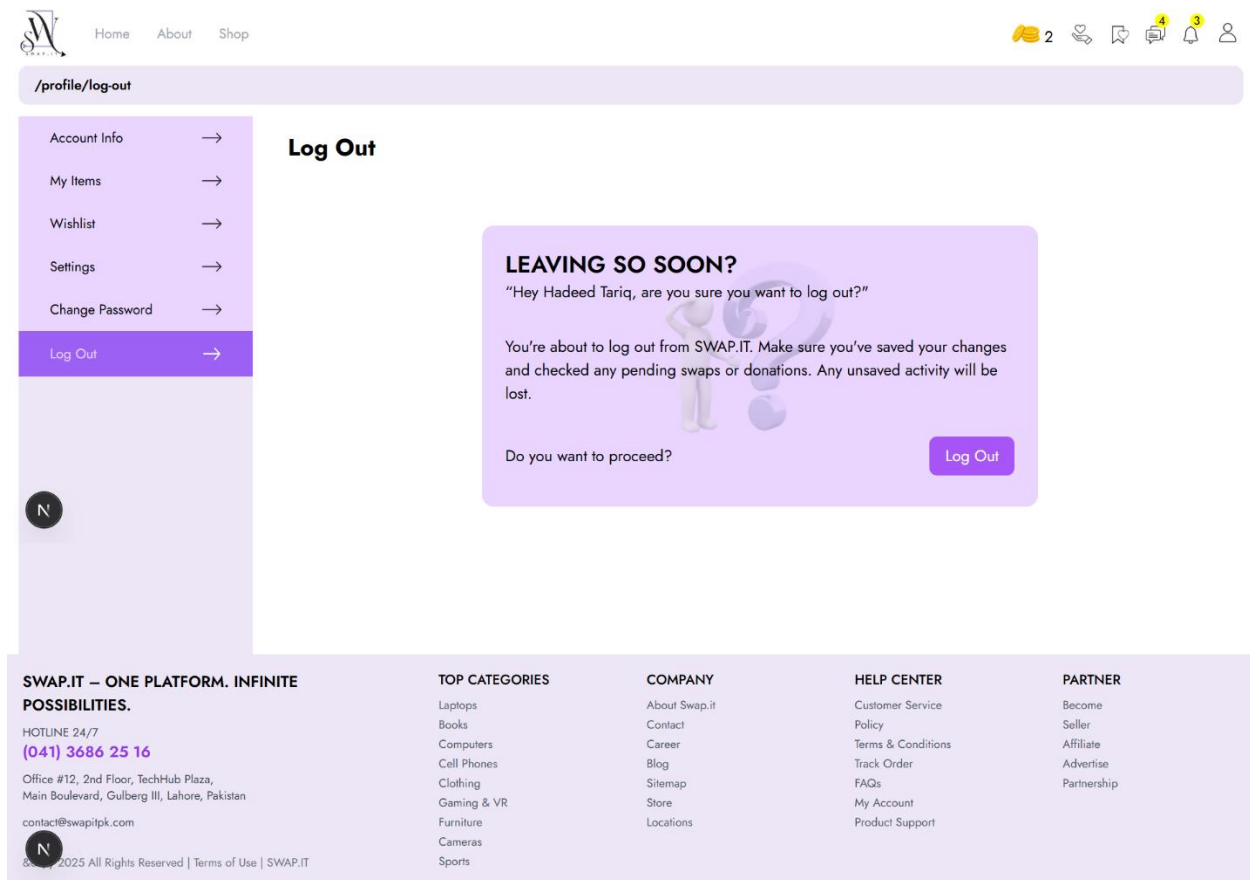 SWAP.IT
Home About Shop
2
4
3
/profile/log-out
Account Info
My Items
Wishlist
Settings
Change Password
Log Out
Log Out
LEAVING SO SOON?
“Hey Hadeed Tariq, are you sure you want to log out?"
You're about to log out from SWAP.IT. Make sure you've saved your changes
and checked any pending swaps or donations. Any unsaved activity will be
lost.
Do you want to proceed?
Log Out
N
SWAP.IT – ONE PLATFORM. INFINITE
POSSIBILITIES.
HOTLINE 24/7
(041) 3686 25 16
Office #12, 2nd Floor, TechHub Plaza,
Main Boulevard, Gulberg III, Lahore, Pakistan
contact@swapitpk.com
N
2025 All Rights Reserved | Terms of Use | SWAP.IT
TOP CATEGORIES
Laptops
Books
Computers
Cell Phones
Clothing
Gaming & VR
Furniture
Cameras
Sports
COMPANY
About Swap.it
Contact
Career
Blog
Sitemap
Store
Locations
HELP CENTER
Customer Service
Policy
Terms & Conditions
Track Order
FAQs
My Account
Product Support
PARTNER
Become
Seller
Affiliate
Advertise
Partnership